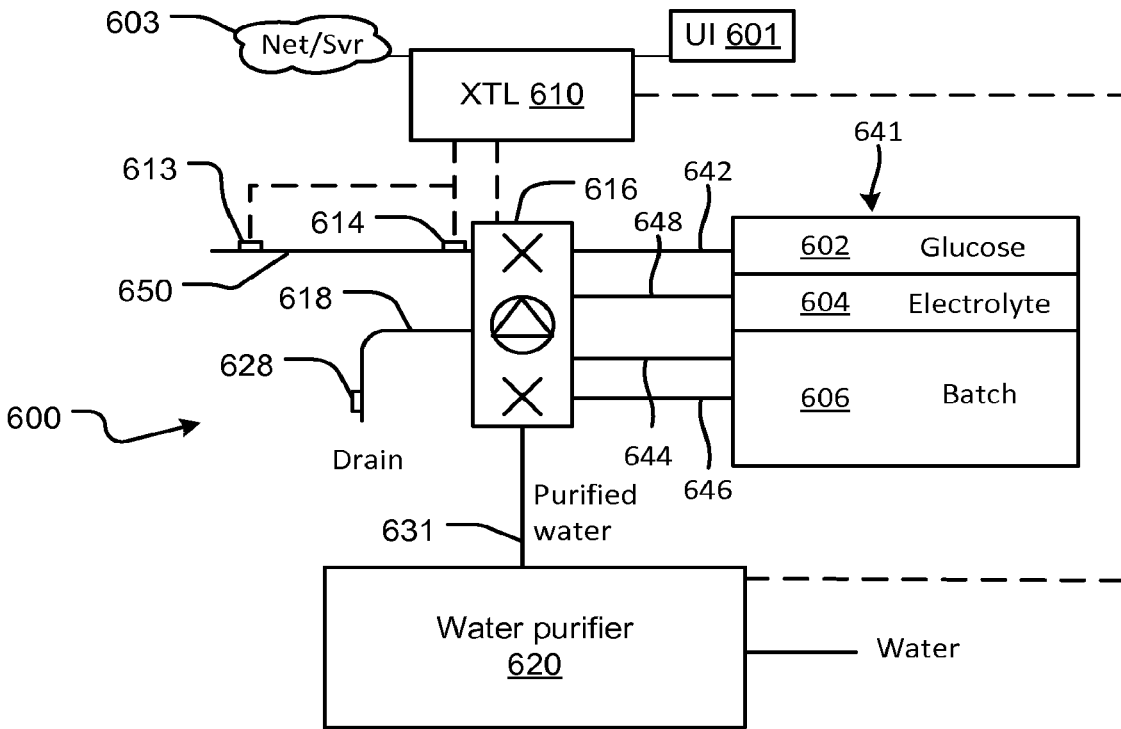 603
Net/Svr
UI 601
XTL 610
641
613
614
616
642
648
602 Glucose
650
618
604 Electrolyte
628
606 Batch
600
Drain
644
646
Purified
water
631
Water purifier
620
Water